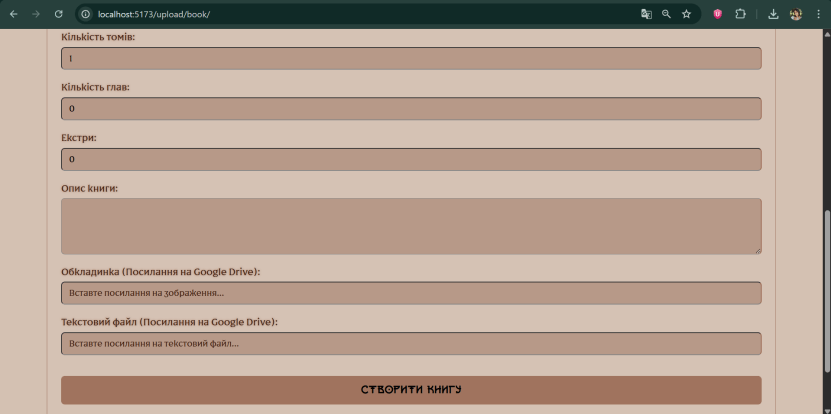 localhost:5173/upload/book/
Кількість томів:
1
Кількість глав:
0
Екстри:
0
Опис книги:
Обкладинка (Посилання на Google Drive):
Вставте посилання на зображення...
Текстовий файл (Посилання на Google Drive):
Вставте посилання на текстовий файл...
СТВОРИТИ КНИГУ